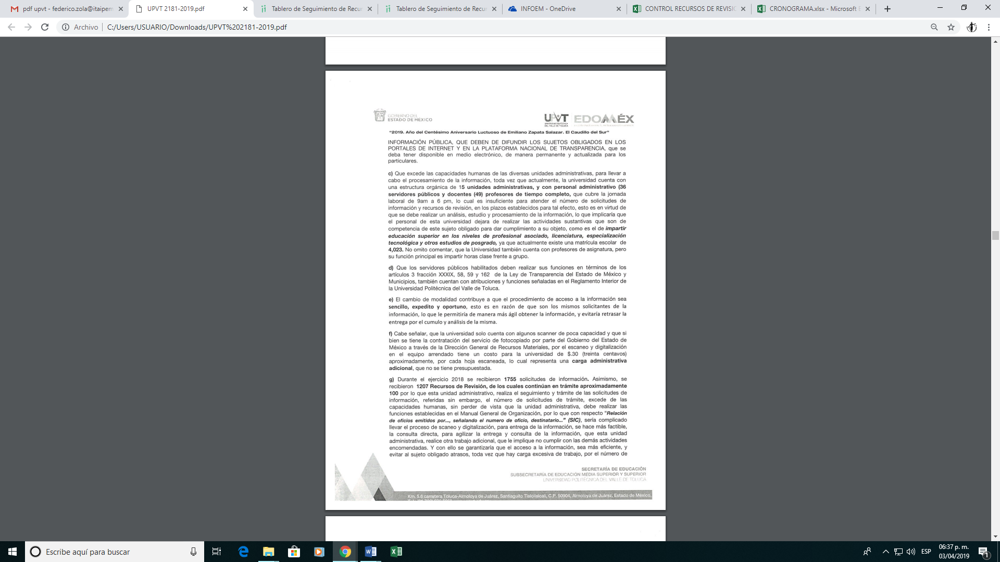 pdf upvt - federico.zola@itaipem
UPVT 2181-2019.pdf
Tablero de Seguimiento de Recur
Tablero de Seguimiento de Recur
INFOEM - OneDrive
CONTROL RECURSOS DE REVISIO
CRONOGRAMA.xlsx - Microsoft E
Archivo
C:/Users/USUARIO/Downloads/UPVT%202181-2019.pdf
GOBIERNO DEL
ESTADO DE MÉXICO
UPVT EDOMÉX
UNIVERSIDAD POLITÉCNICA
DEL VALLE DE TOLUCA
"2019. Año del Centésimo Aniversario Luctuoso de Emiliano Zapata Salazar. El Caudillo del Sur"
INFORMACIÓN PÚBLICA, QUE DEBEN DE DIFUNDIR LOS SUJETOS OBLIGADOS EN LOS
PORTALES DE INTERNET Y EN LA PLATAFORMA NACIONAL DE TRANSPARENCIA, que se
deba tener disponible en medio electrónico, de manera permanente y actualizada para los
particulares.
c) Que excede las capacidades humanas de las diversas unidades administrativas, para llevar a
cabo el procesamiento de la información, toda vez que actualmente, la universidad cuenta con
una estructura orgánica de 15 unidades administrativas, y con personal administrativo (36
servidores públicos y docentes (49) profesores de tiempo completo, que cubre la jornada
laboral de 9am a 6 pm, lo cual es insuficiente para atender el número de solicitudes de
información y recursos de revisión, en los plazos establecidos para tal efecto, esto es en virtud de
que se debe realizar un análisis, estudio y procesamiento de la información, lo que implicaría que
el personal de esta universidad dejara de realizar las actividades sustantivas que son de
competencia de este sujeto obligado para dar cumplimiento a su objeto, como es el de impartir
educación superior en los niveles de profesional asociado, licenciatura, especialización
tecnológica y otros estudios de posgrado, ya que actualmente existe una matrícula escolar de
4,023. No omito comentar, que la Universidad también cuenta con profesores de asignatura, pero
su función principal es impartir horas clase frente a grupo.
d) Que los servidores públicos habilitados deben realizar sus funciones en términos de los
artículos 3 fracción XXXIX, 58, 59 y 162 de la Ley de Transparencia del Estado de México y
Municipios, también cuentan con atribuciones y funciones señaladas en el Reglamento Interior de
la Universidad Politécnica del Valle de Toluca.
e) El cambio de modalidad contribuye a que el procedimiento de acceso a la información sea
sencillo, expedito y oportuno, esto es en razón de que son los mismos solicitantes de la
información, lo que le permitiría de manera más ágil obtener la información, y evitaría retrasar la
entrega por el cumulo y análisis de la misma.
f) Cabe señalar, que la universidad solo cuenta con algunos scanner de poca capacidad y que si
bien se tiene la contratación del servicio de fotocopiado por parte del Gobierno del Estado de
México a través de la Dirección General de Recursos Materiales, por el escaneo y digitalización
en el equipo arrendado tiene un costo para la universidad de $.30 (treinta centavos)
aproximadamente, por cada hoja escaneada, lo cual representa una carga administrativa
adicional, que no se tiene presupuestada.
g) Durante el ejercicio 2018 se recibieron 1755 solicitudes de información. Asimismo, se
recibieron 1207 Recursos de Revisión, de los cuales continúan en trámite aproximadamente
100 por lo que esta unidad administrativo, realiza el seguimiento y trámite de las solicitudes de
información, referidas sin embargo, el número de solicitudes de trámite, excede de las
capacidades humanas, sin perder de vista que la unidad administrativa, debe realizar las
funciones establecidas en el Manual General de Organización, por lo que con respecto "Relación
de oficios emitidos por..., señalando el numero de oficio, destinatario..." (SIC), sería complicado
llevar el proceso de scaneo y digitalización, para entrega de la información, se hace más factible,
la consulta directa, para agilizar la entrega y consulta de la información, que esta unidad
administrativa, realice otra trabajo adicional, que le implique no cumplir con las demás actividades
encomendadas. Y con ello se garantizaría que el acceso a la información, sea más eficiente, y
evitar al sujeto obligado atrasos, toda vez que hay carga excesiva de trabajo, por el número de
SECRETARÍA DE EDUCACIÓN
SUBSECRETARÍA DE EDUCACIÓN MEDIA SUPERIOR Y SUPERIOR
UNIVERSIDAD POLITÉCNICA DEL VALLE DE TOLUCA
Km. 5.6 carretera Toluca-Almoloya de Juárez, Santiaguito Tlalcilalcali, C.P. 50904, Almoloya de Juárez, Estado de México.
Escribe aquí para buscar
ESP
06:37 p. m.
03/04/2019
1